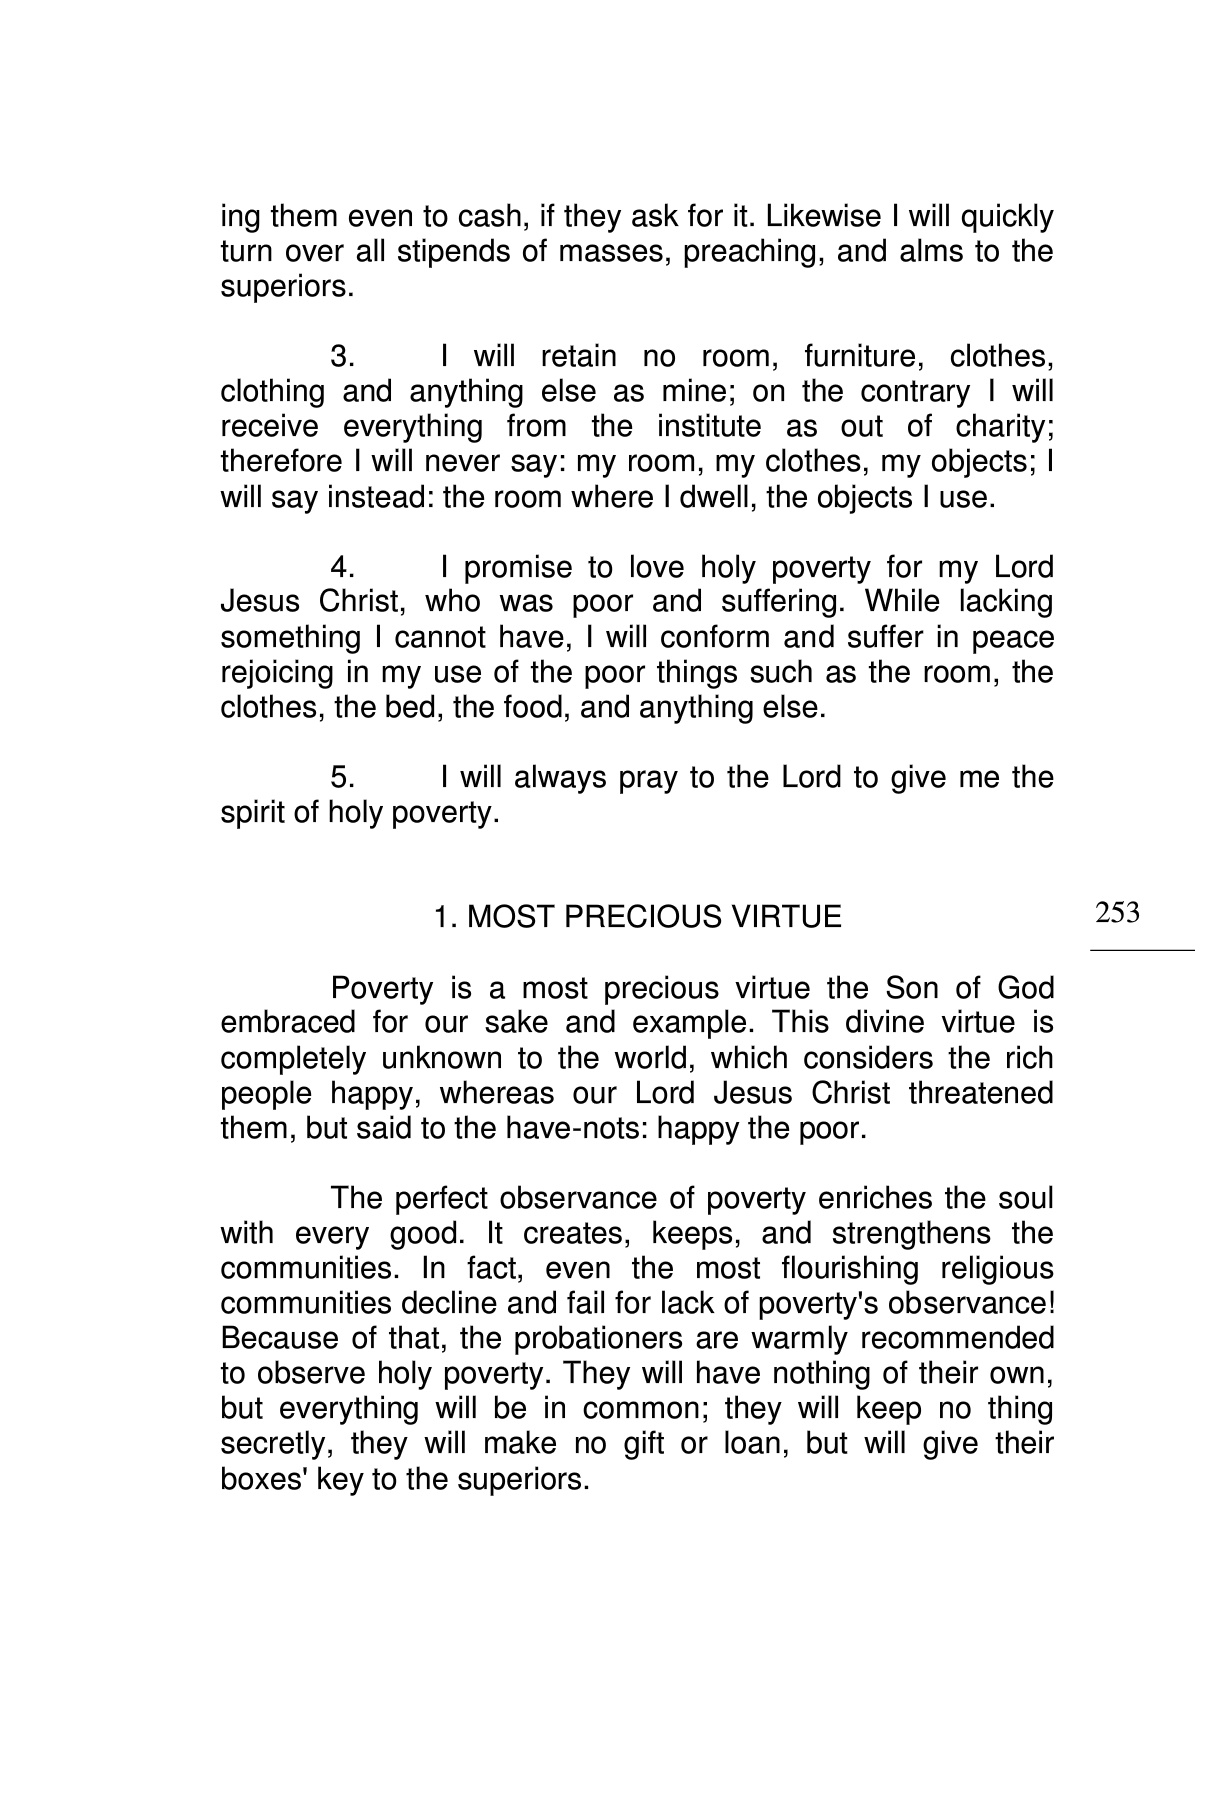 ing them even to cash, if they ask for it. Likewise I will quickly
turn over all stipends of masses, preaching, and alms to the
superiors.
3. I will retain no room, furniture, clothes,
clothing and anything else as mine; on the contrary I will
receive everything from the institute as out of charity;
therefore I will never say: my room, my clothes, my objects; I
will say instead: the room where I dwell, the objects I use.
4. I promise to love holy poverty for my Lord
Jesus Christ, who was poor and suffering. While lacking
something I cannot have, I will conform and suffer in peace
rejoicing in my use of the poor things such as the room, the
clothes, the bed, the food, and anything else.
5. I will always pray to the Lord to give me the
spirit of holy poverty.
1. MOST PRECIOUS VIRTUE
253
Poverty is a most precious virtue the Son of God
embraced for our sake and example. This divine virtue is
completely unknown to the world, which considers the rich
people happy, whereas our Lord Jesus Christ threatened
them, but said to the have-nots: happy the poor.
The perfect observance of poverty enriches the soul
with every good. It creates, keeps, and strengthens the
communities. In fact, even the most flourishing religious
communities decline and fail for lack of poverty's observance!
Because of that, the probationers are warmly recommended
to observe holy poverty. They will have nothing of their own,
but everything will be in common; they will keep no thing
secretly, they will make no gift or loan, but will give their
boxes' key to the superiors.